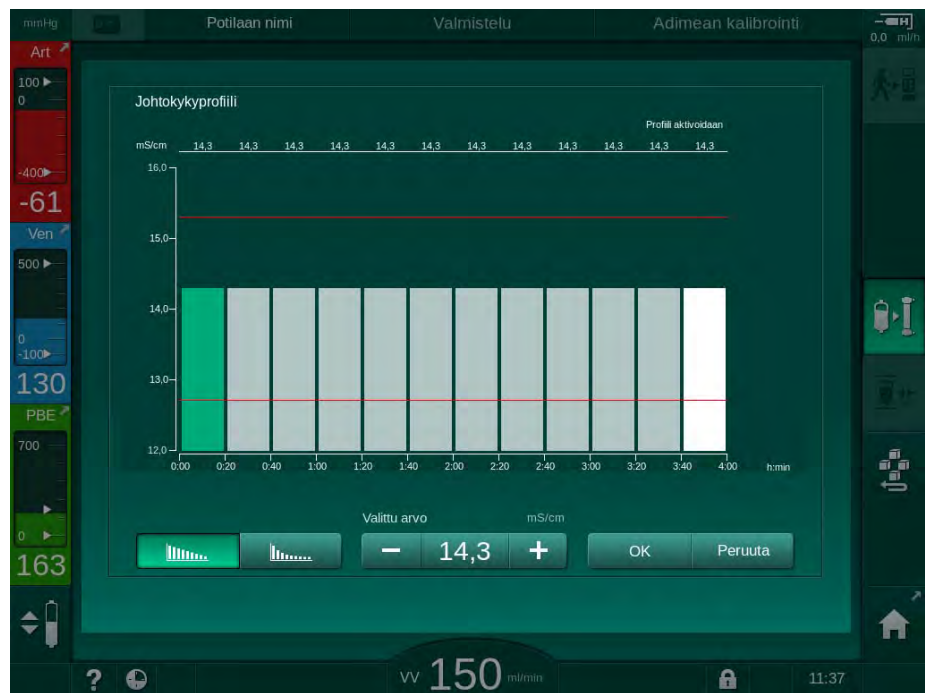 mmHg Potilaan nimi Valmistelu Adimean kalibrointi
0,0 ml/h
Art
100
0
-400
-61
Ven
500
0
-100
130
PBE
700
0
163
Johtokykyprofiili
Profiili aktivoidaan
mS/cm 14,3 14,3 14,3 14,3 14,3 14,3 14,3 14,3 14,3 14,3 14,3 14,3
16,0
15,0
14,0
13,0
12,0
0:00 0:20 0:40 1:00 1:20 1:40 2:00 2:20 2:40 3:00 3:20 3:40 4:00 h:min
Valittu arvo mS/cm
− 14,3 + OK Peruuta
? VV 150 ml/min 11:37